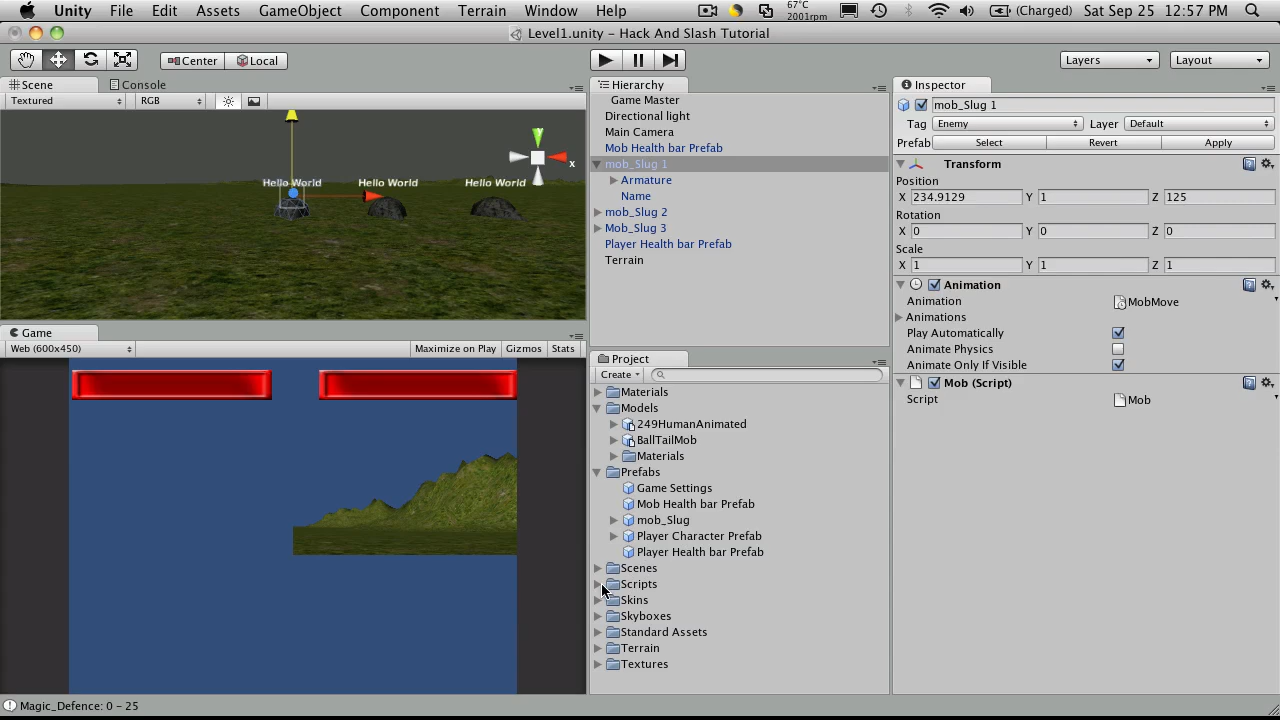 Unity File Edit Assets GameObject Component Terrain Window Help 67°C 2001rpm (Charged) Sat Sep 25 12:57 PM
Level1.unity – Hack And Slash Tutorial
Center Local Layers Layout
Scene Console
Textured RGB
Hello World Hello World Hello World
y
x
Game
Web (600x450) Maximize on Play Gizmos Stats
Hierarchy
Game Master
Directional light
Main Camera
Mob Health bar Prefab
mob_Slug 1
Armature
Name
mob_Slug 2
Mob_Slug 3
Player Health bar Prefab
Terrain
Project
Create
Materials
Models
249HumanAnimated
BallTailMob
Materials
Prefabs
Game Settings
Mob Health bar Prefab
mob_Slug
Player Character Prefab
Player Health bar Prefab
Scenes
Scripts
Skins
Skyboxes
Standard Assets
Terrain
Textures
Inspector
mob_Slug 1
Tag Enemy Layer Default
Prefab Select Revert Apply
Transform
Position
X 234.9129 Y 1 Z 125
Rotation
X 0 Y 0 Z 0
Scale
X 1 Y 1 Z 1
Animation
Animation MobMove
Animations
Play Automatically
Animate Physics
Animate Only If Visible
Mob (Script)
Script Mob
Magic_Defence: 0 – 25